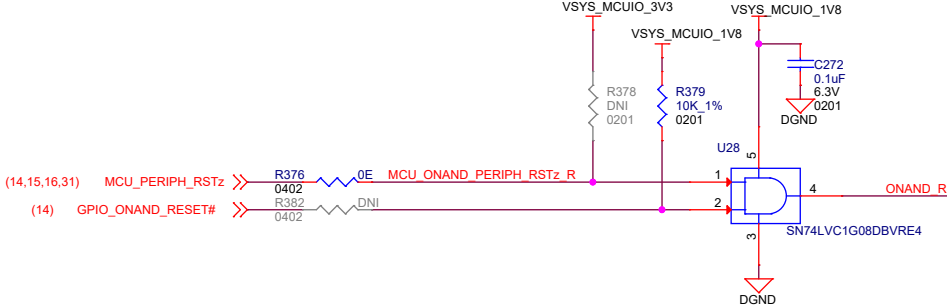 VSYS_MCUIO_3V3
VSYS_MCUIO_1V8
VSYS_MCUIO_1V8
C272
0.1uF
6.3V
0201
DGND
R378
DNI
0201
R379
10K_1%
0201
U28
5
(14,15,16,31) MCU_PERIPH_RSTz
R376
0402
0E
MCU_ONAND_PERIPH_RSTz_R
1
4
ONAND_R
(14) GPIO_ONAND_RESET#
R382
0402
DNI
2
3
SN74LVC1G08DBVRE4
DGND